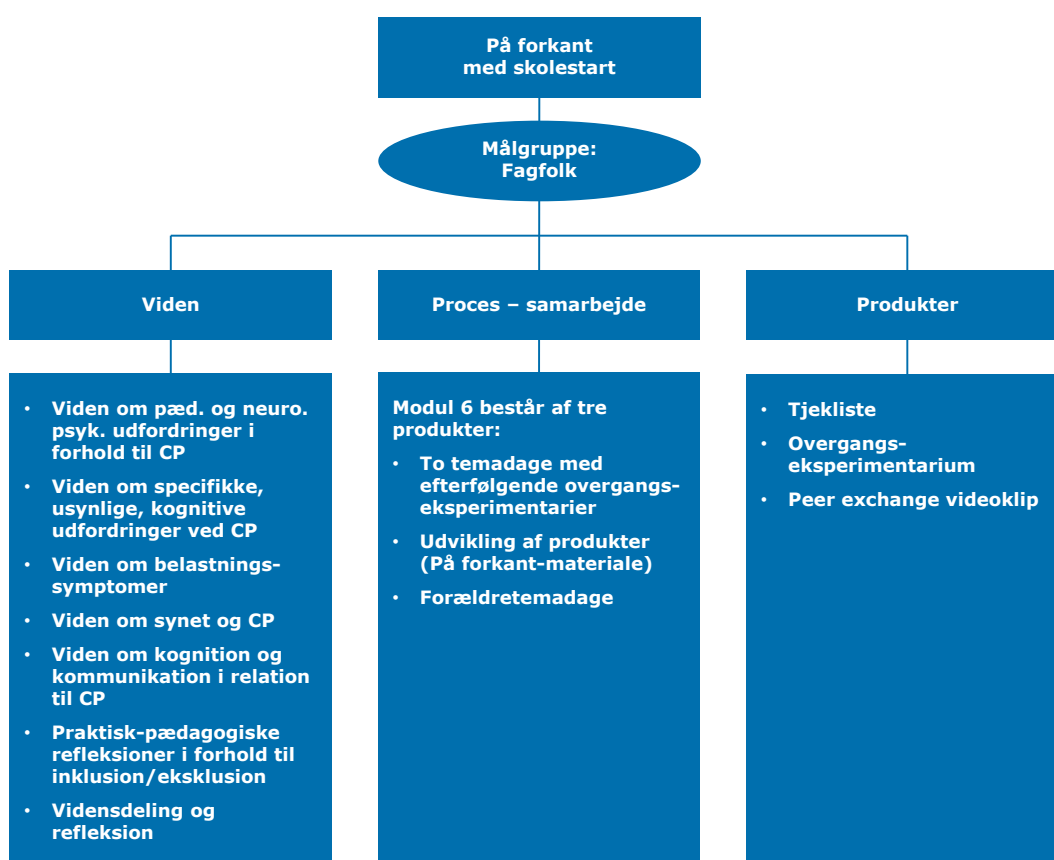 På forkant
med skolestart
Målgruppe:
Fagfolk
Viden
• Viden om pæd. og neuro.
psyk. udfordringer i
forhold til CP
• Viden om specifikke,
usynlige, kognitive
udfordringer ved CP
• Viden om belastnings-
symptomer
• Viden om synet og CP
• Viden om kognition og
kommunikation i relation
til CP
• Praktisk-pædagogiske
refleksioner i forhold til
inklusion/eksklusion
• Vidensdeling og
refleksion
Proces – samarbejde
Modul 6 består af tre
produkter:
• To temadage med
efterfølgende overgangs-
eksperimentarier
• Udvikling af produkter
(På forkant-materiale)
• Forældretemadage
Produkter
• Tjekliste
• Overgangs-
eksperimentarium
• Peer exchange videoklip